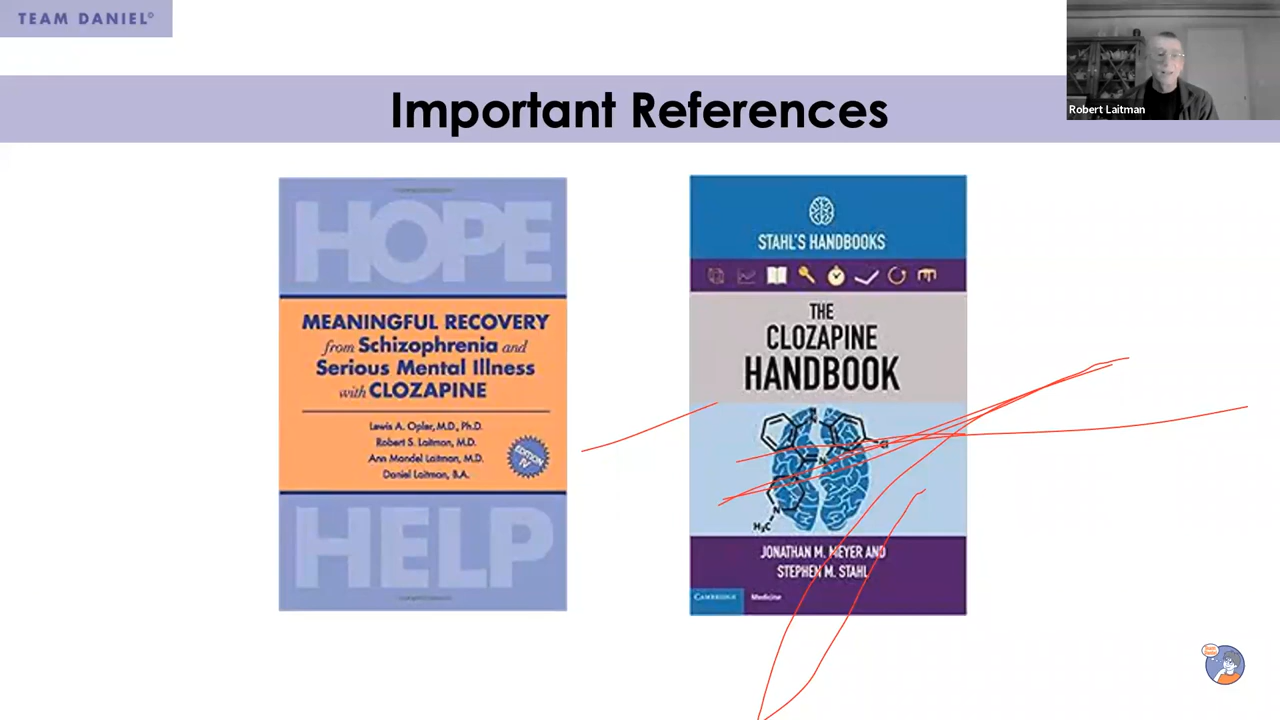 TEAM DANIEL©
Robert Laitman
Important References
HOPE
MEANINGFUL RECOVERY
from Schizophrenia and
Serious Mental Illness
with CLOZAPINE
Lewis A. Opler, M.D., Ph.D.
Robert S. Laitman, M.D.
Ann Mandel Laitman, M.D.
Daniel Laitman, B.A.
EDITION
IV
HELP
STAHL'S HANDBOOKS
THE
CLOZAPINE
HANDBOOK
N
Cl
N
N
H₃C
JONATHAN M. MEYER AND
STEPHEN M. STAHL
CAMBRIDGE
Medicine